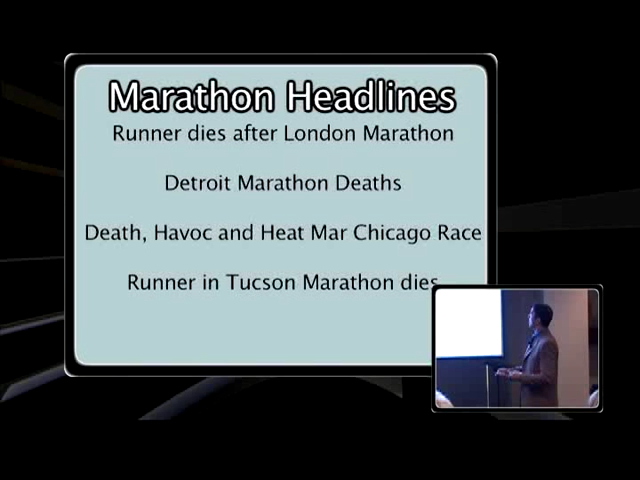 Marathon Headlines
Runner dies after London Marathon
Detroit Marathon Deaths
Death, Havoc and Heat Mar Chicago Race
Runner in Tucson Marathon dies